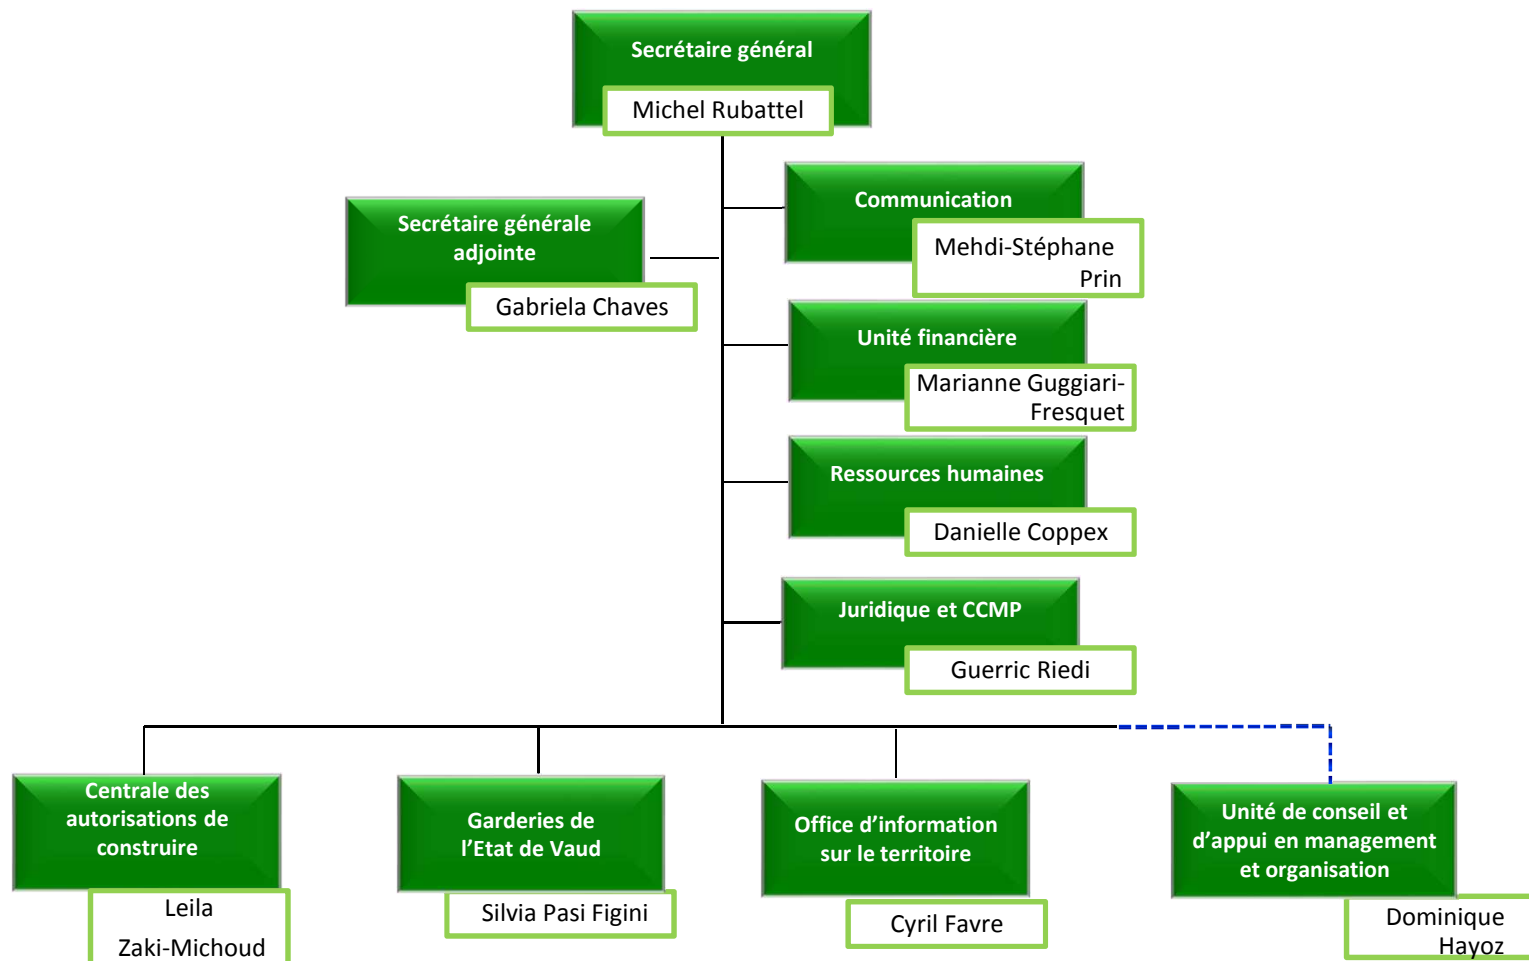 Secrétaire général
Michel Rubattel
Communication
Mehdi-Stéphane
Prin
Secrétaire générale
adjointe
Gabriela Chaves
Unité financière
Marianne Guggiari-
Fresquet
Ressources humaines
Danielle Coppex
Juridique et CCMP
Guerric Riedi
Centrale des
autorisations de
construire
Leila
Zaki-Michoud
Garderies de
l’Etat de Vaud
Silvia Pasi Figini
Office d’information
sur le territoire
Cyril Favre
Unité de conseil et
d’appui en management
et organisation
Dominique
Hayoz